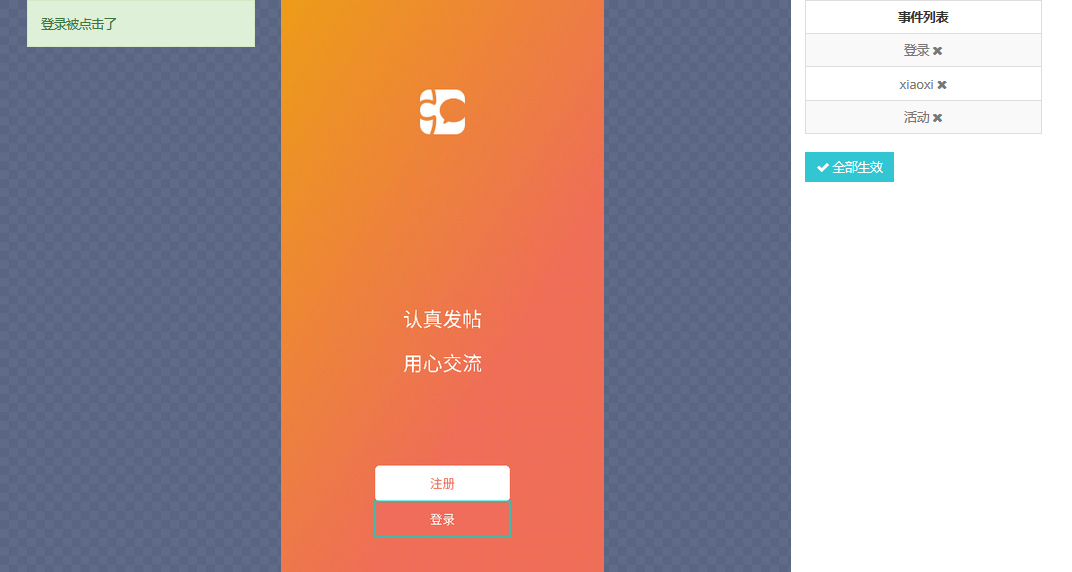 登录被点击了
认真发帖
用心交流
注册
登录
事件列表
登录 ✖
xiaoxi ✖
活动 ✖
✔ 全部生效